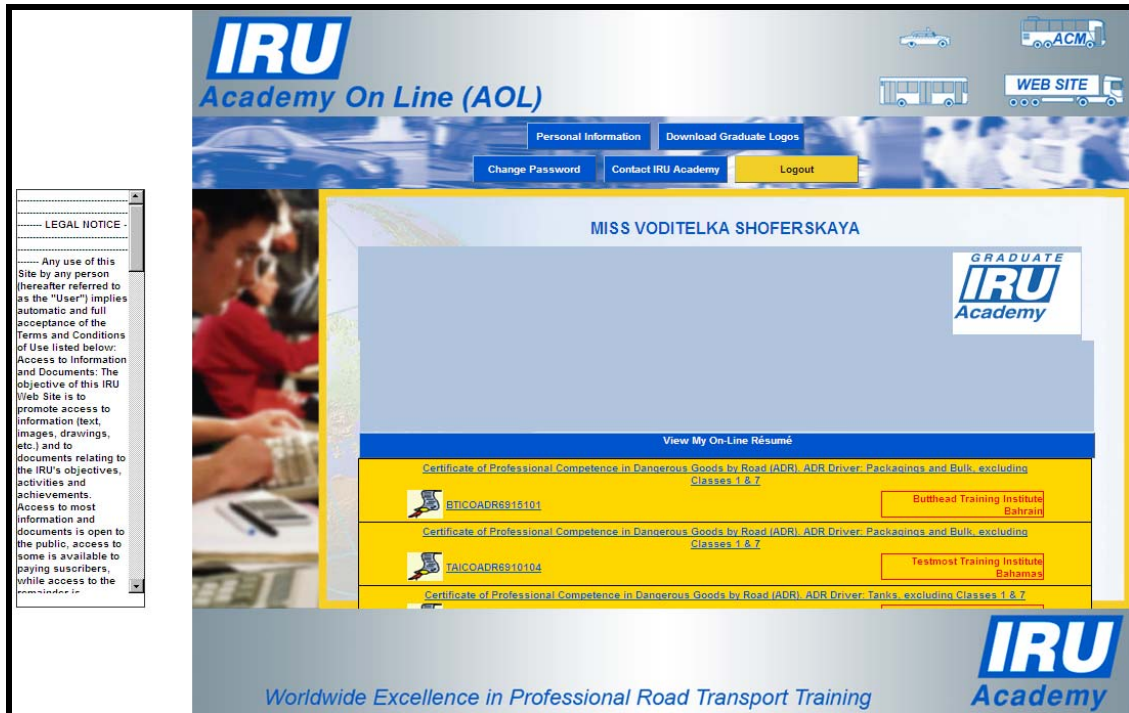 IRU
Academy On Line (AOL)
ACM
WEB SITE
Personal Information
Download Graduate Logos
Change Password
Contact IRU Academy
Logout
-------- LEGAL NOTICE -
------- Any use of this
Site by any person
(hereafter referred to
as the "User") implies
automatic and full
acceptance of the
Terms and Conditions
of Use listed below:
Access to Information
and Documents: The
objective of this IRU
Web Site is to
promote access to
information (text,
images, drawings,
etc.) and to
documents relating to
the IRU's objectives,
activities and
achievements.
Access to most
information and
documents is open to
the public, access to
some is available to
paying suscribers,
while access to the
remainder is
MISS VODITELKA SHOFERSKAYA
GRADUATE
IRU
Academy
View My On-Line Résumé
Certificate of Professional Competence in Dangerous Goods by Road (ADR). ADR Driver: Packagings and Bulk, excluding
Classes 1 & 7
BTICOADR6915101
Butthead Training Institute
Bahrain
Certificate of Professional Competence in Dangerous Goods by Road (ADR). ADR Driver: Packagings and Bulk, excluding
Classes 1 & 7
TAICOADR6910104
Testmost Training Institute
Bahamas
Certificate of Professional Competence in Dangerous Goods by Road (ADR). ADR Driver: Tanks, excluding Classes 1 & 7
Worldwide Excellence in Professional Road Transport Training
IRU
Academy